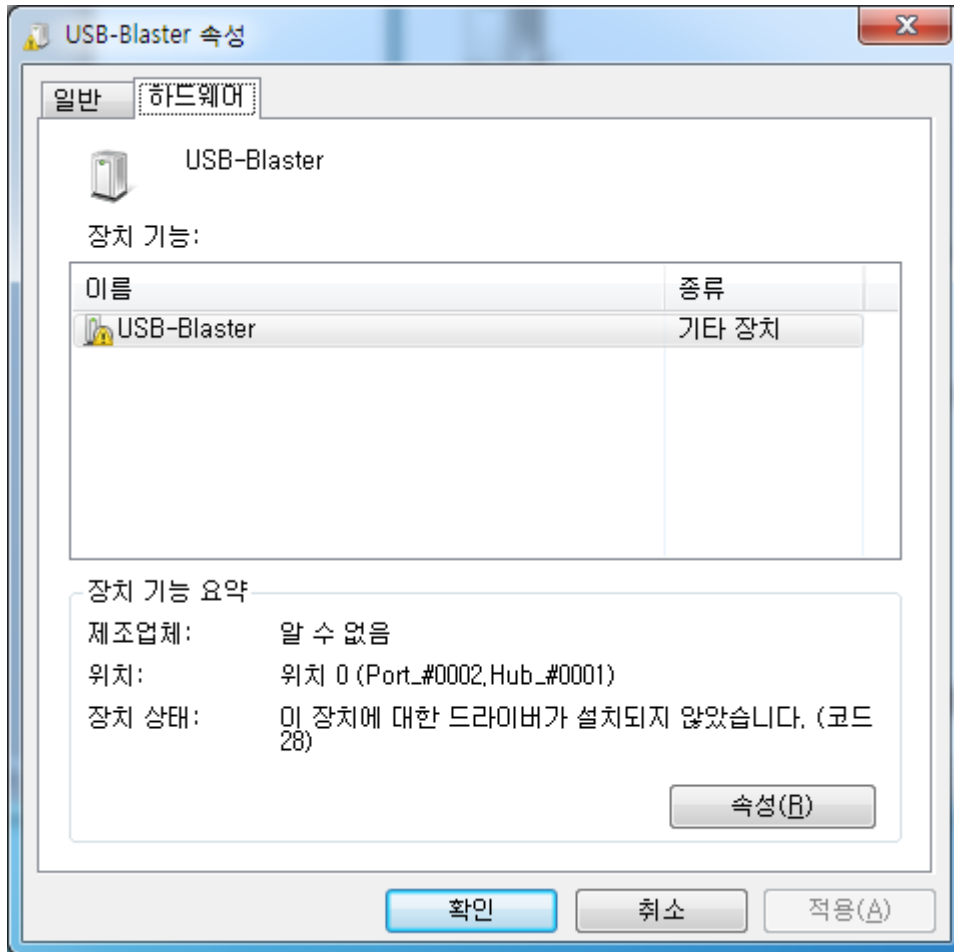 USB-Blaster 속성
일반 하드웨어
USB-Blaster
장치 기능:
이름 종류
USB-Blaster 기타 장치
장치 기능 요약
제조업체: 알 수 없음
위치: 위치 0 (Port_#0002.Hub_#0001)
장치 상태: 이 장치에 대한 드라이버가 설치되지 않았습니다. (코드
28)
속성(R)
확인 취소 적용(A)